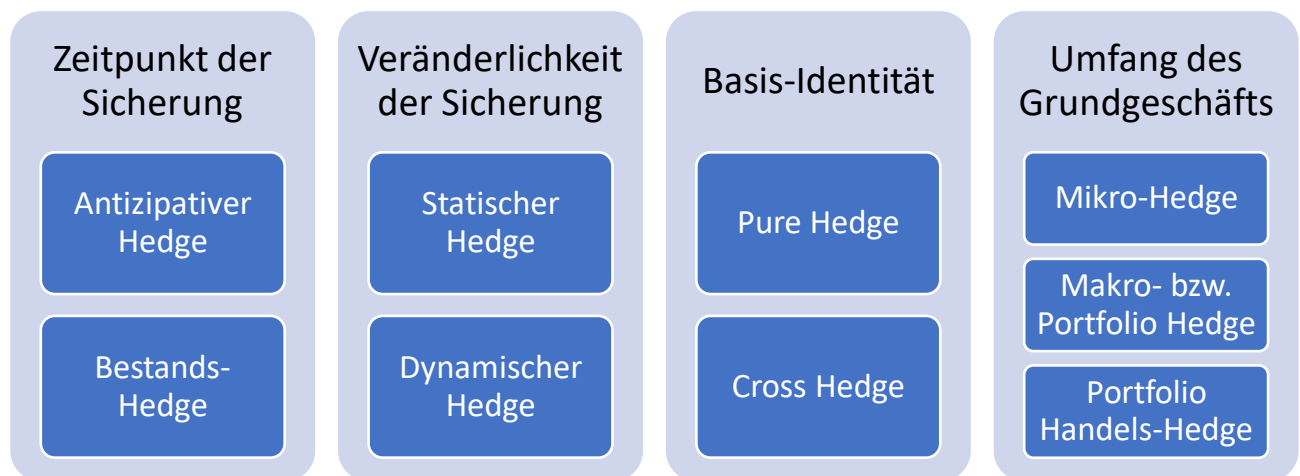 Zeitpunkt der
Sicherung
Antizipativer
Hedge
Bestands-
Hedge
Veränderlichkeit
der Sicherung
Statischer
Hedge
Dynamischer
Hedge
Basis-Identität
Pure Hedge
Cross Hedge
Umfang des
Grundgeschäfts
Mikro-Hedge
Makro- bzw.
Portfolio Hedge
Portfolio
Handels-Hedge